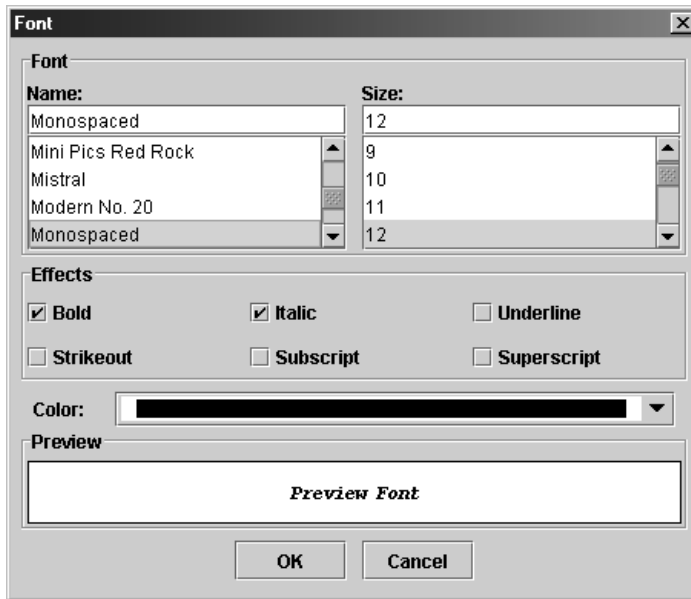 Font
Font
Name:
Size:
Monospaced
12
Mini Pics Red Rock
9
Mistral
10
Modern No. 20
11
Monospaced
12
Effects
Bold
Italic
Underline
Strikeout
Subscript
Superscript
Color:
Preview
Preview Font
OK
Cancel